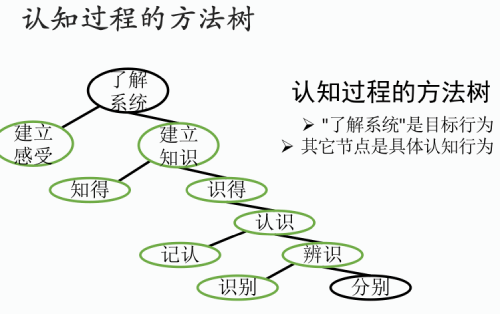 认知过程的方法树
了解
系统
建立
感受
建立
知识
知得
识得
认识
记认
辨识
识别
分别
认知过程的方法树
➢ "了解系统"是目标行为
➢ 其它节点是具体认知行为